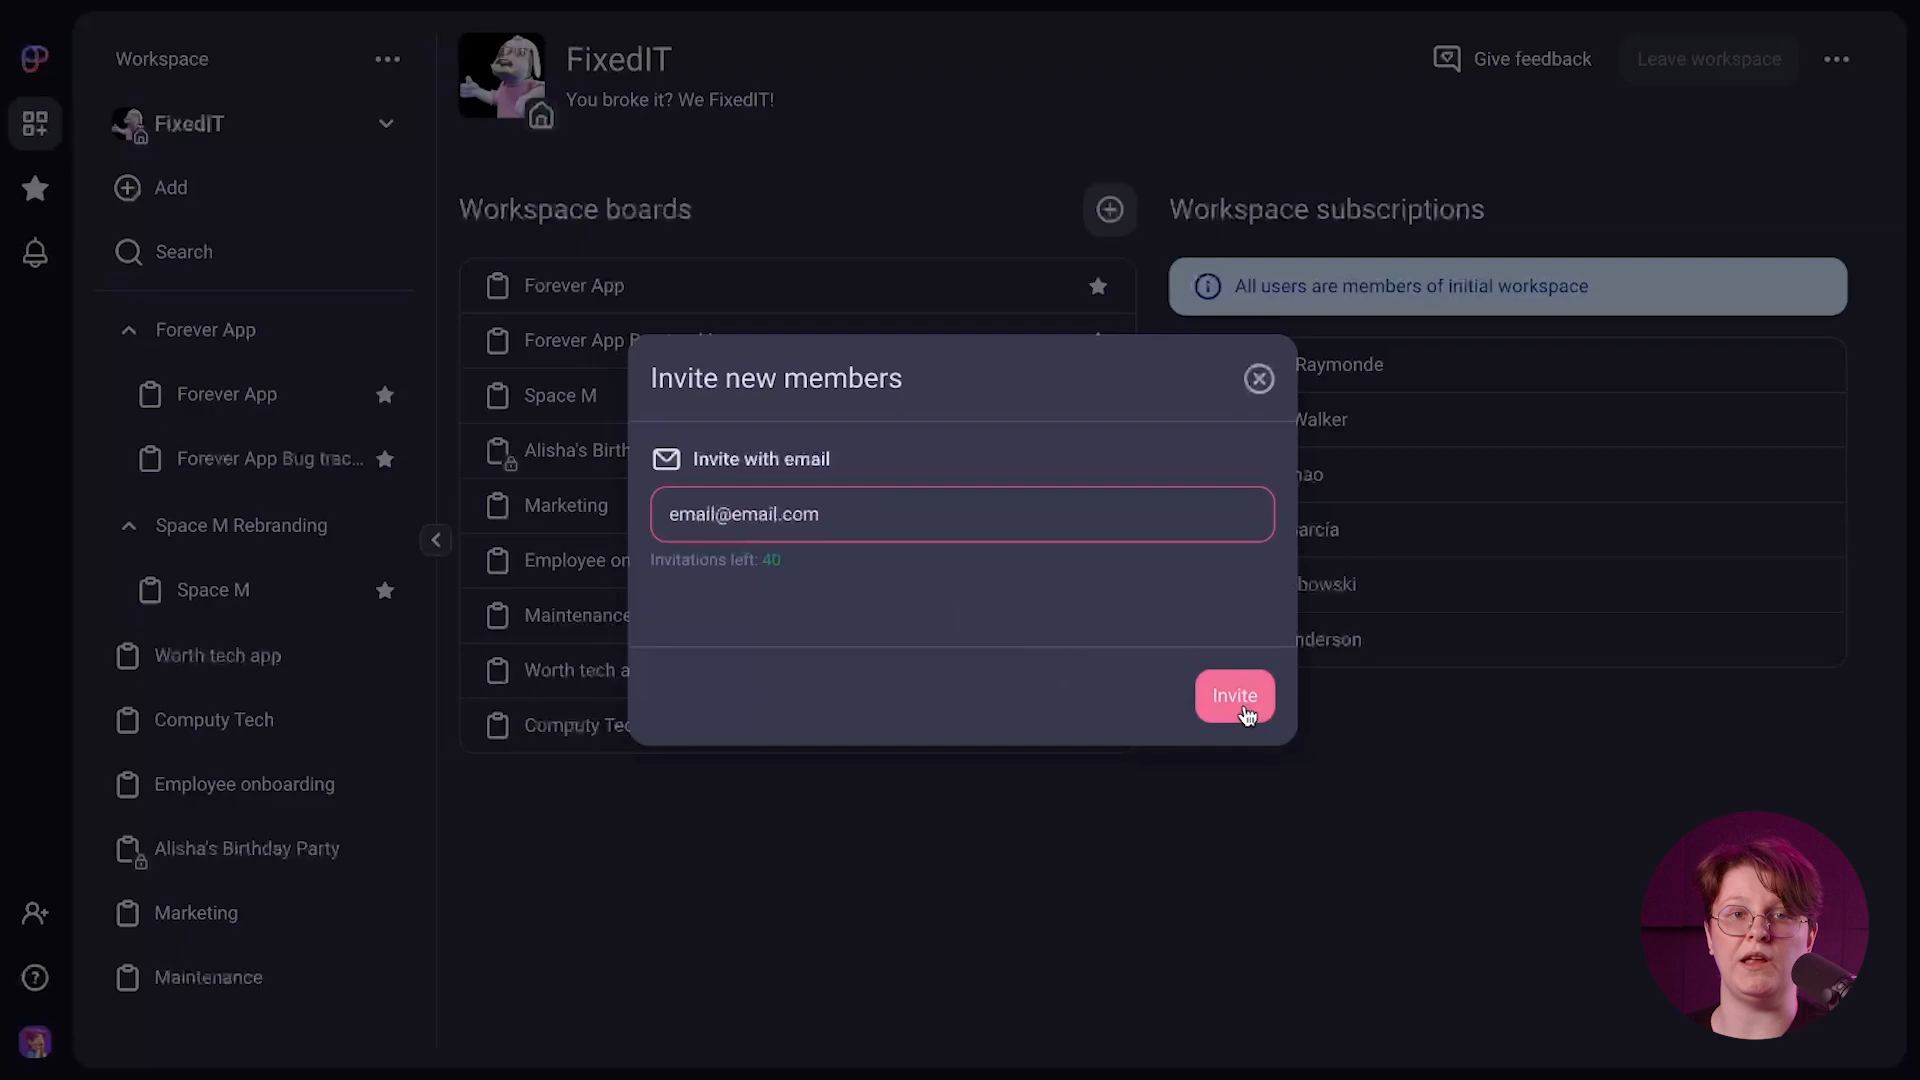 Workspace
FixedIT
Add
Search
Forever App
Forever App
Forever App Bug trac...
Space M Rebranding
Space M
Worth tech app
Computy Tech
Employee onboarding
Alisha's Birthday Party
Marketing
Maintenance
FixedIT
You broke it? We FixedIT!
Give feedback
Leave workspace
Workspace boards
Forever App
Forever App
Space M
Alisha's Birth
Marketing
Employee on
Maintenance
Worth tech a
Computy Tec
Workspace subscriptions
All users are members of initial workspace
Raymonde
Walker
hao
arcía
bowski
nderson
Invite new members
Invite with email
email@email.com
Invitations left: 40
Invite